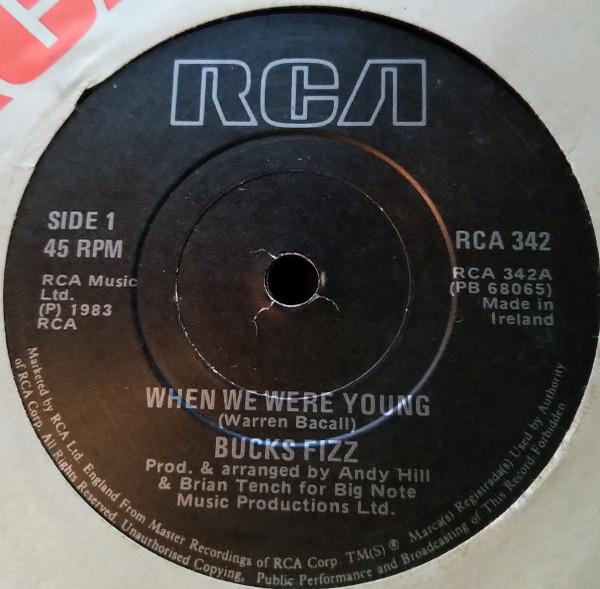 RCA
RCA
SIDE 1
45 RPM
RCA Music
Ltd.
(P) 1983
RCA
RCA 342
RCA 342A
(PB 68065)
Made in
Ireland
WHEN WE WERE YOUNG
(Warren Bacall)
BUCKS FIZZ
Prod. & arranged by Andy Hill
& Brian Tench for Big Note
Music Productions Ltd.
Marketed by RCA Ltd. England From Master Recordings of RCA Corp. TM(S) ® Marca(s) Registrada(s) Used by Authority
of RCA Corp. All Rights Reserved. Unauthorised Copying, Public Performance and Broadcasting of This Record Forbidden